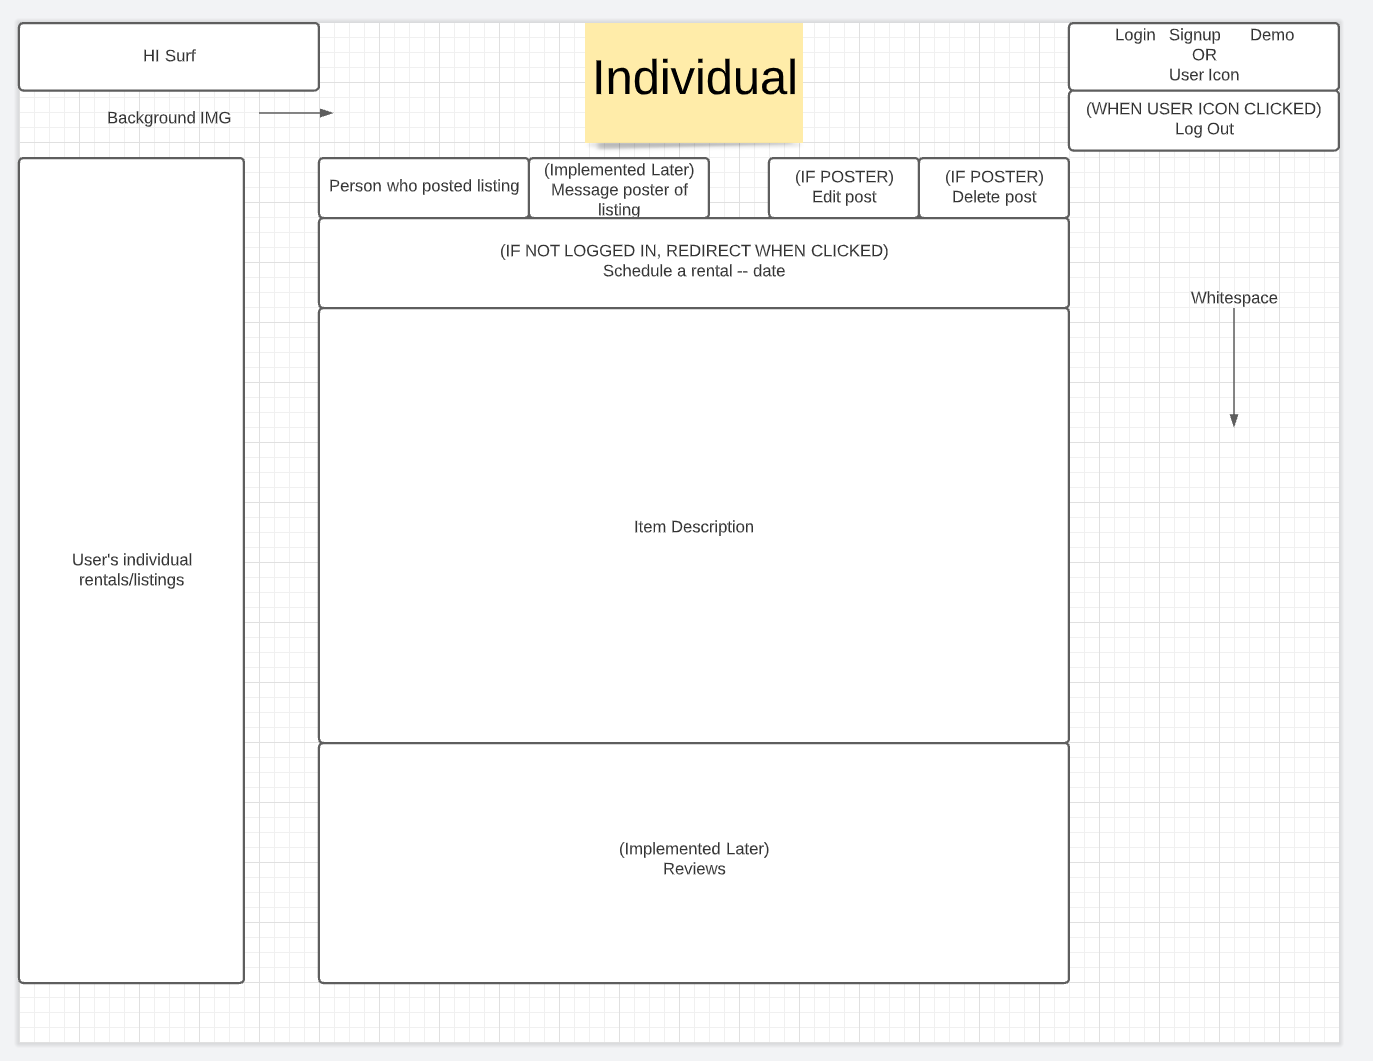 HI Surf
Individual
Login Signup Demo
OR
User Icon
Background IMG
(WHEN USER ICON CLICKED)
Log Out
Person who posted listing
(Implemented Later)
Message poster of
listing
(IF POSTER)
Edit post
(IF POSTER)
Delete post
(IF NOT LOGGED IN, REDIRECT WHEN CLICKED)
Schedule a rental -- date
Whitespace
Item Description
User's individual
rentals/listings
(Implemented Later)
Reviews